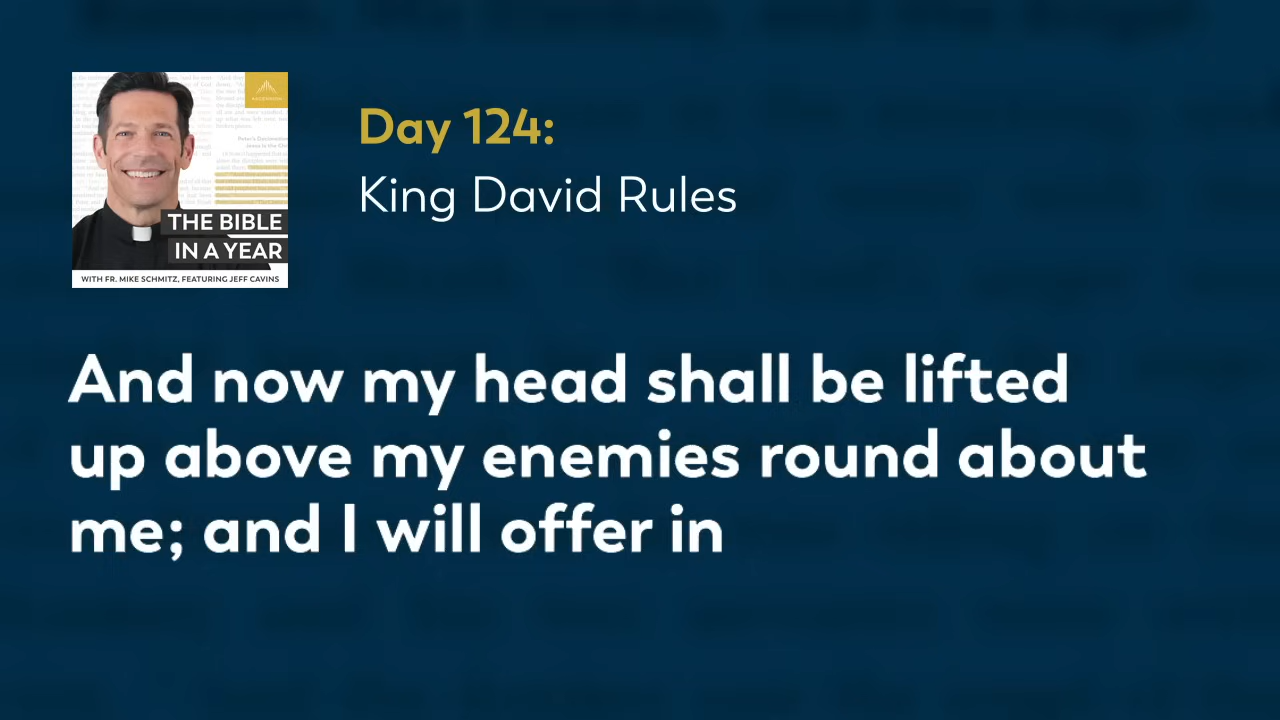 Day 124:
King David Rules
THE BIBLE
IN A YEAR
WITH FR. MIKE SCHMITZ, FEATURING JEFF CAVINS
And now my head shall be lifted
up above my enemies round about
me; and I will offer in